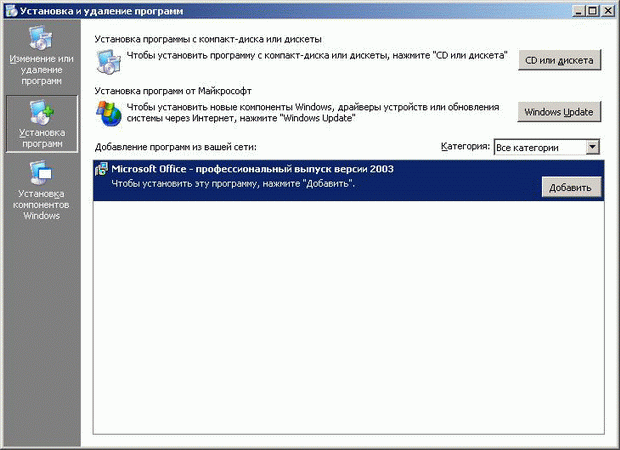 Установка и удаление программ
Изменение или
удаление
программ
Установка
программ
Установка
компонентов
Windows
Установка программы с компакт-диска или дискеты
Чтобы установить программу с компакт-диска или дискеты, нажмите "CD или дискета"
CD или дискета
Установка программ от Майкрософт
Чтобы установить новые компоненты Windows, драйверы устройств или обновления
системы через Интернет, нажмите "Windows Update"
Windows Update
Добавление программ из вашей сети:
Категория:
Все категории
Microsoft Office - профессиональный выпуск версии 2003
Чтобы установить эту программу, нажмите "Добавить".
Добавить